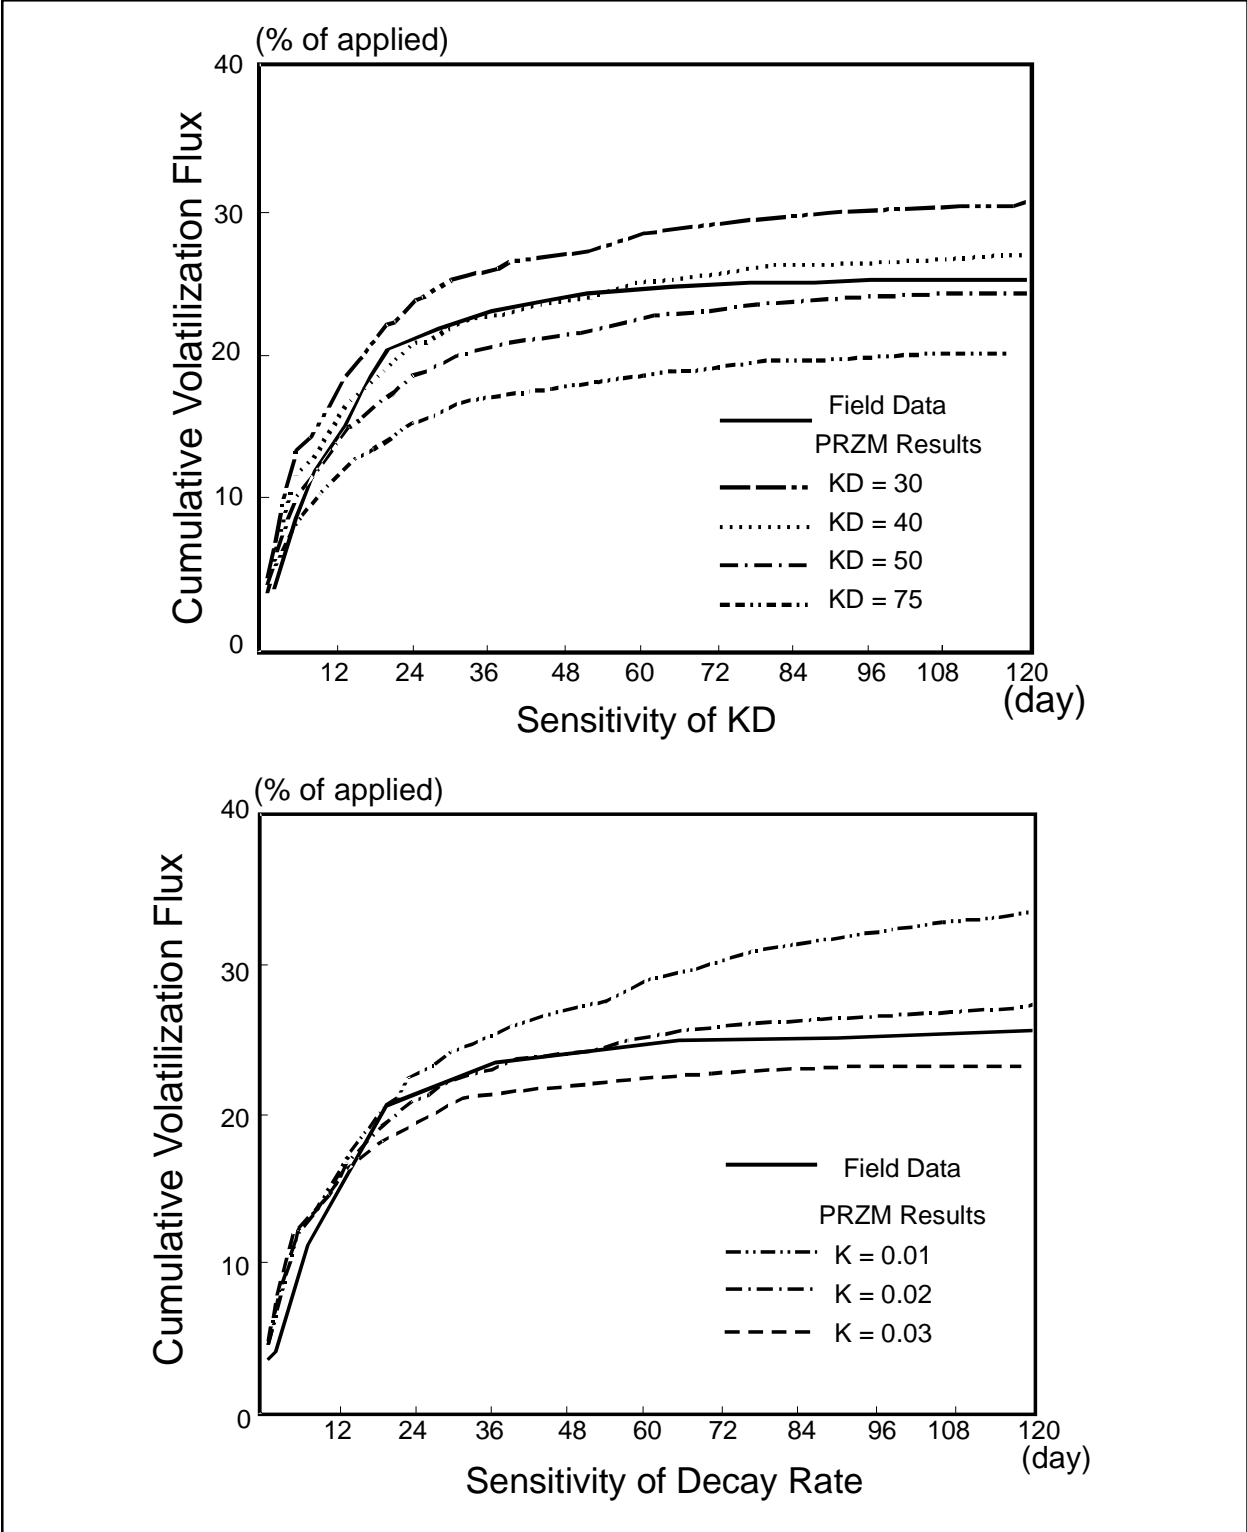 (% of applied)
40
30
20
10
0
Cumulative Volatilization Flux
Field Data
PRZM Results
KD = 30
KD = 40
KD = 50
KD = 75
12 24 36 48 60 72 84 96 108 120
(day)
Sensitivity of KD
(% of applied)
40
30
20
10
0
Cumulative Volatilization Flux
Field Data
PRZM Results
K = 0.01
K = 0.02
K = 0.03
12 24 36 48 60 72 84 96 108 120
(day)
Sensitivity of Decay Rate